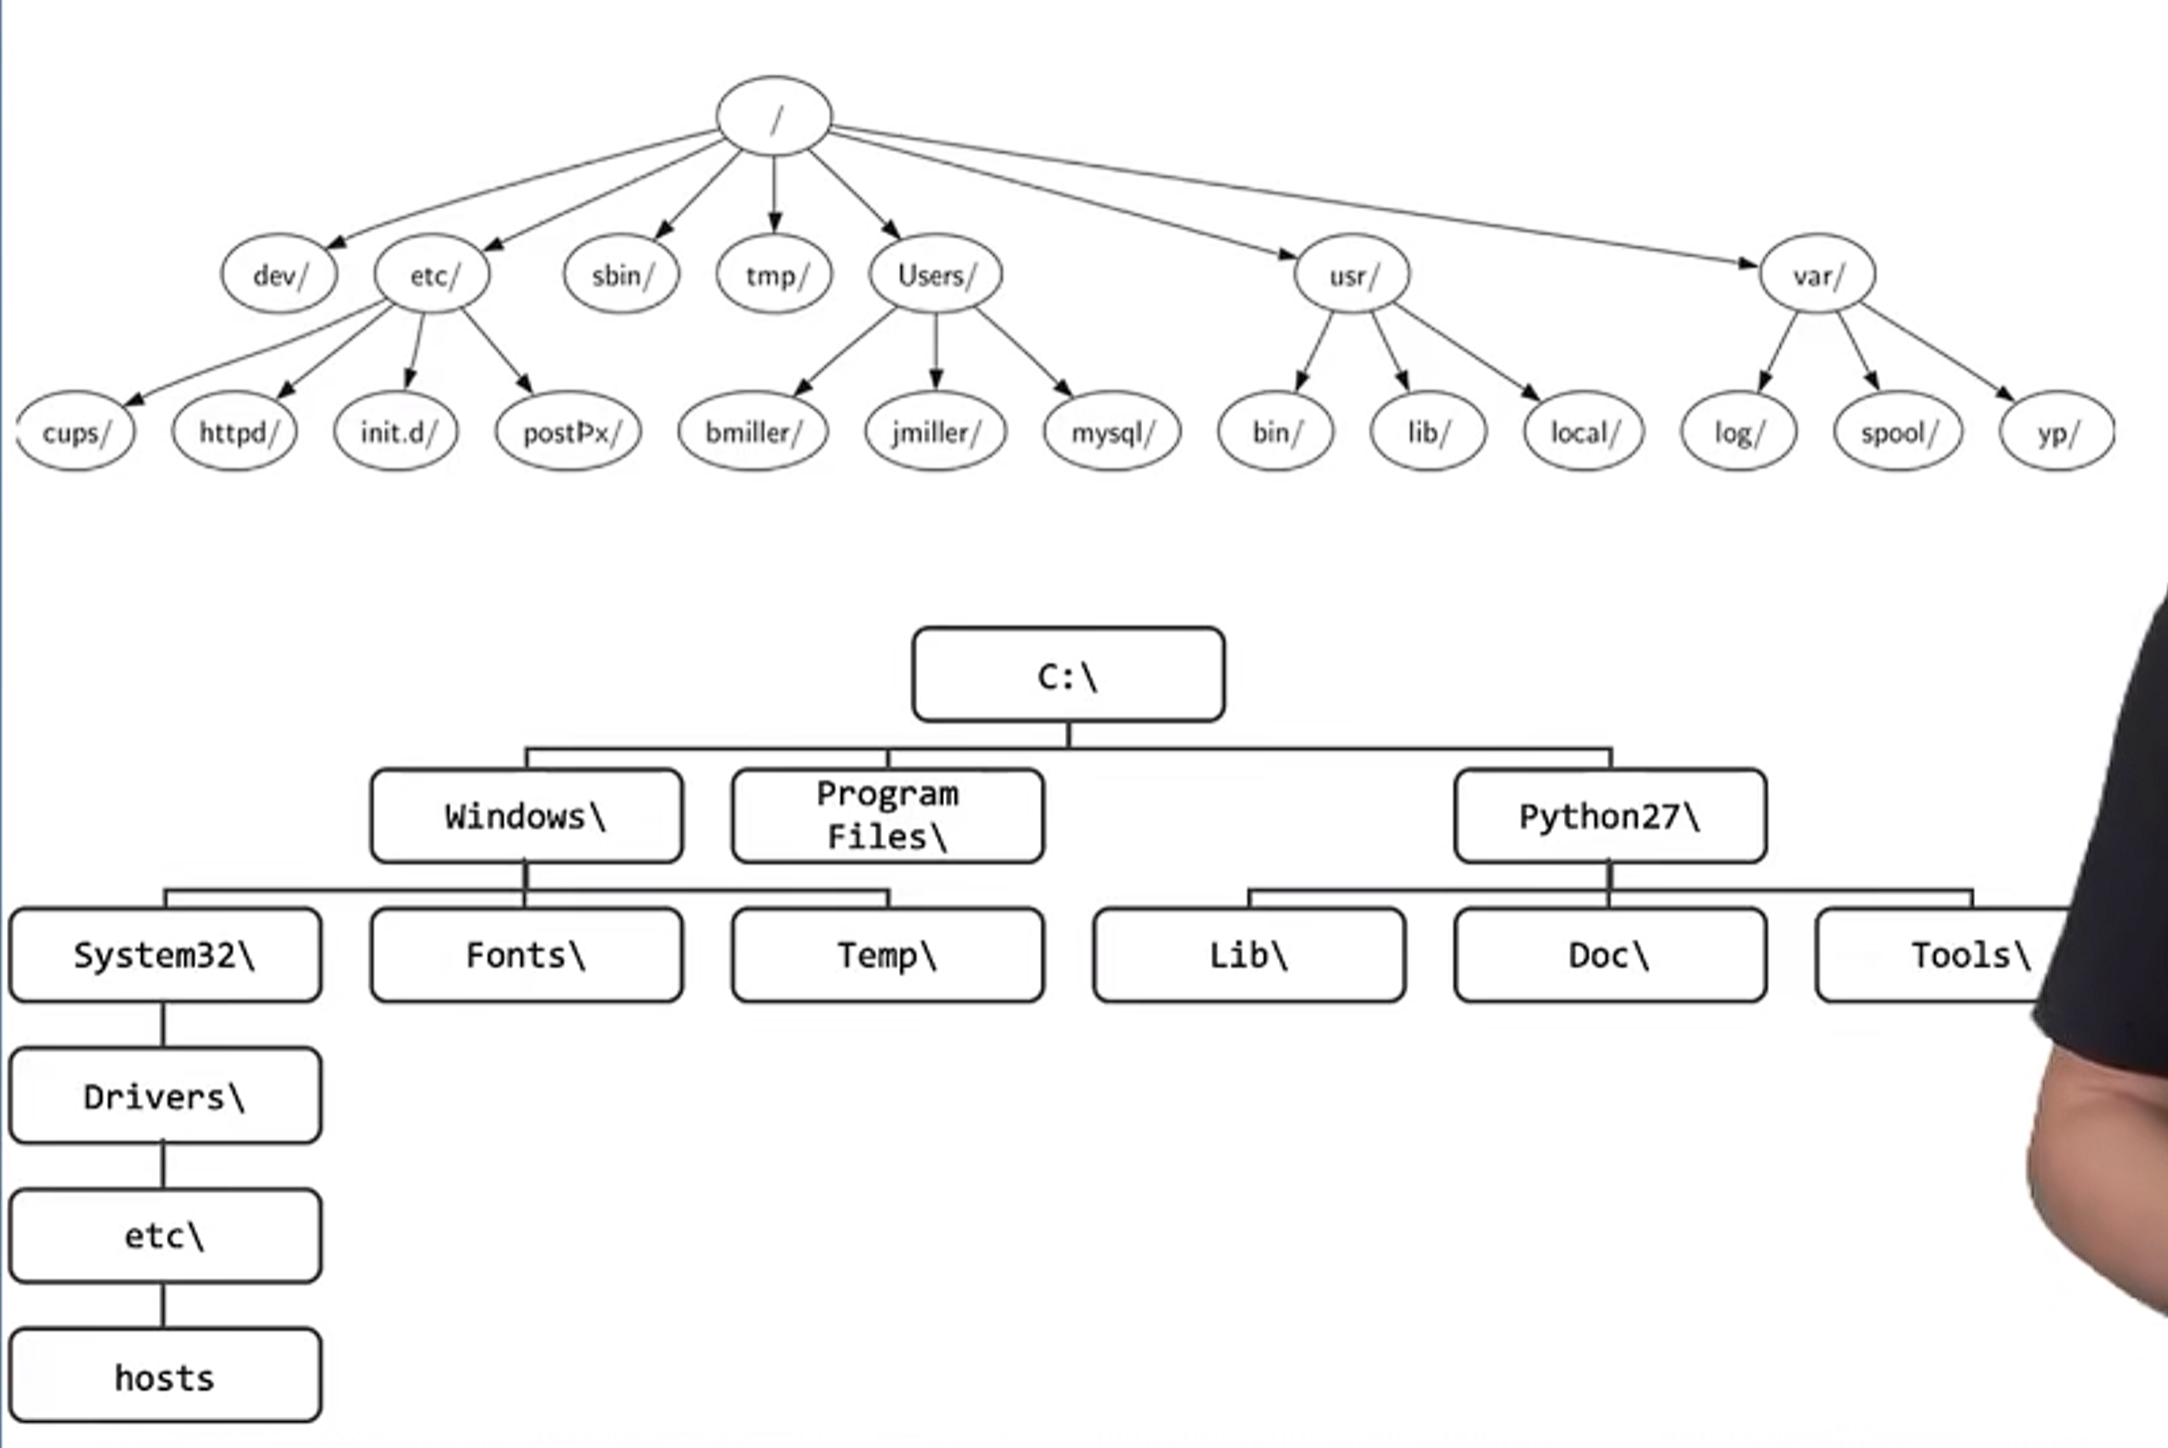 /
dev/ etc/ sbin/ tmp/ Users/ usr/ var/
cups/ httpd/ init.d/ postÞx/ bmiller/ jmiller/ mysql/ bin/ lib/ local/ log/ spool/ yp/
C:\
Windows\ Program Files\ Python27\
System32\ Fonts\ Temp\ Lib\ Doc\ Tools\
Drivers\
etc\
hosts